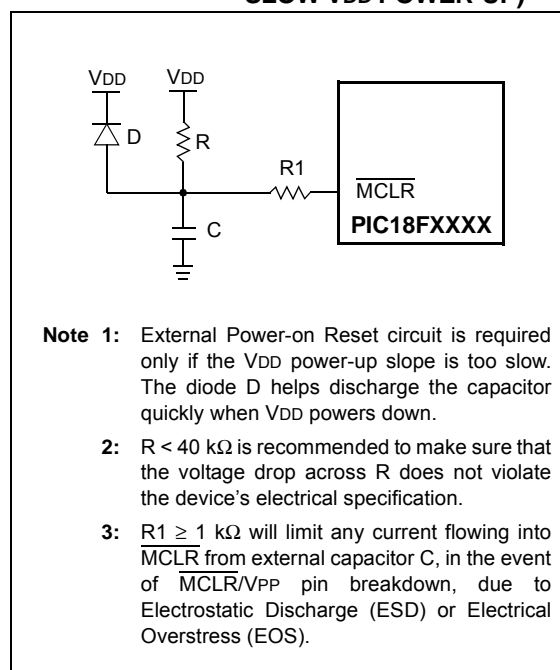 SLOW VDD POWER-UP)
VDD VDD
D R
R1
MCLR
PIC18FXXXX
C
Note 1: External Power-on Reset circuit is required
only if the VDD power-up slope is too slow.
The diode D helps discharge the capacitor
quickly when VDD powers down.
2: R < 40 kΩ is recommended to make sure that
the voltage drop across R does not violate
the device’s electrical specification.
3: R1 ≥ 1 kΩ will limit any current flowing into
MCLR from external capacitor C, in the event
of MCLR/VPP pin breakdown, due to
Electrostatic Discharge (ESD) or Electrical
Overstress (EOS).